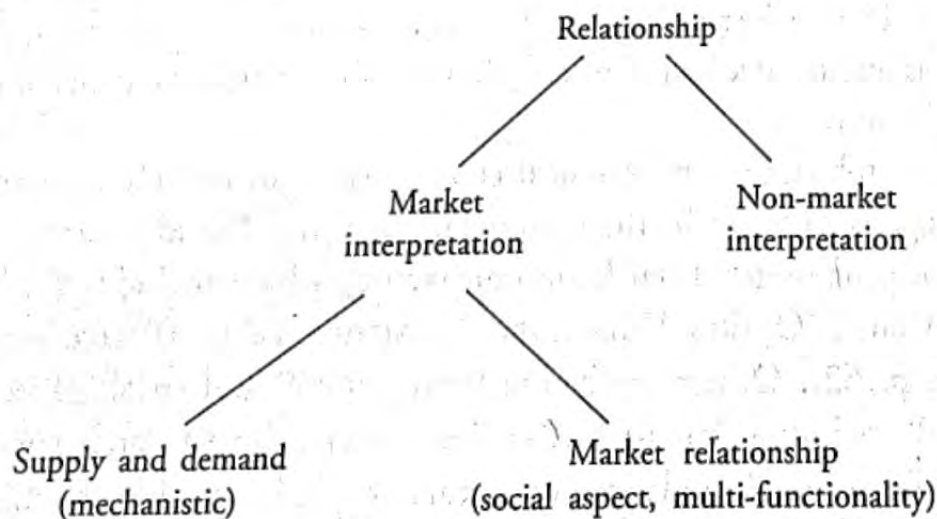 Relationship
Market
interpretation
Non-market
interpretation
Supply and demand
(mechanistic)
Market relationship
(social aspect, multi-functionality)